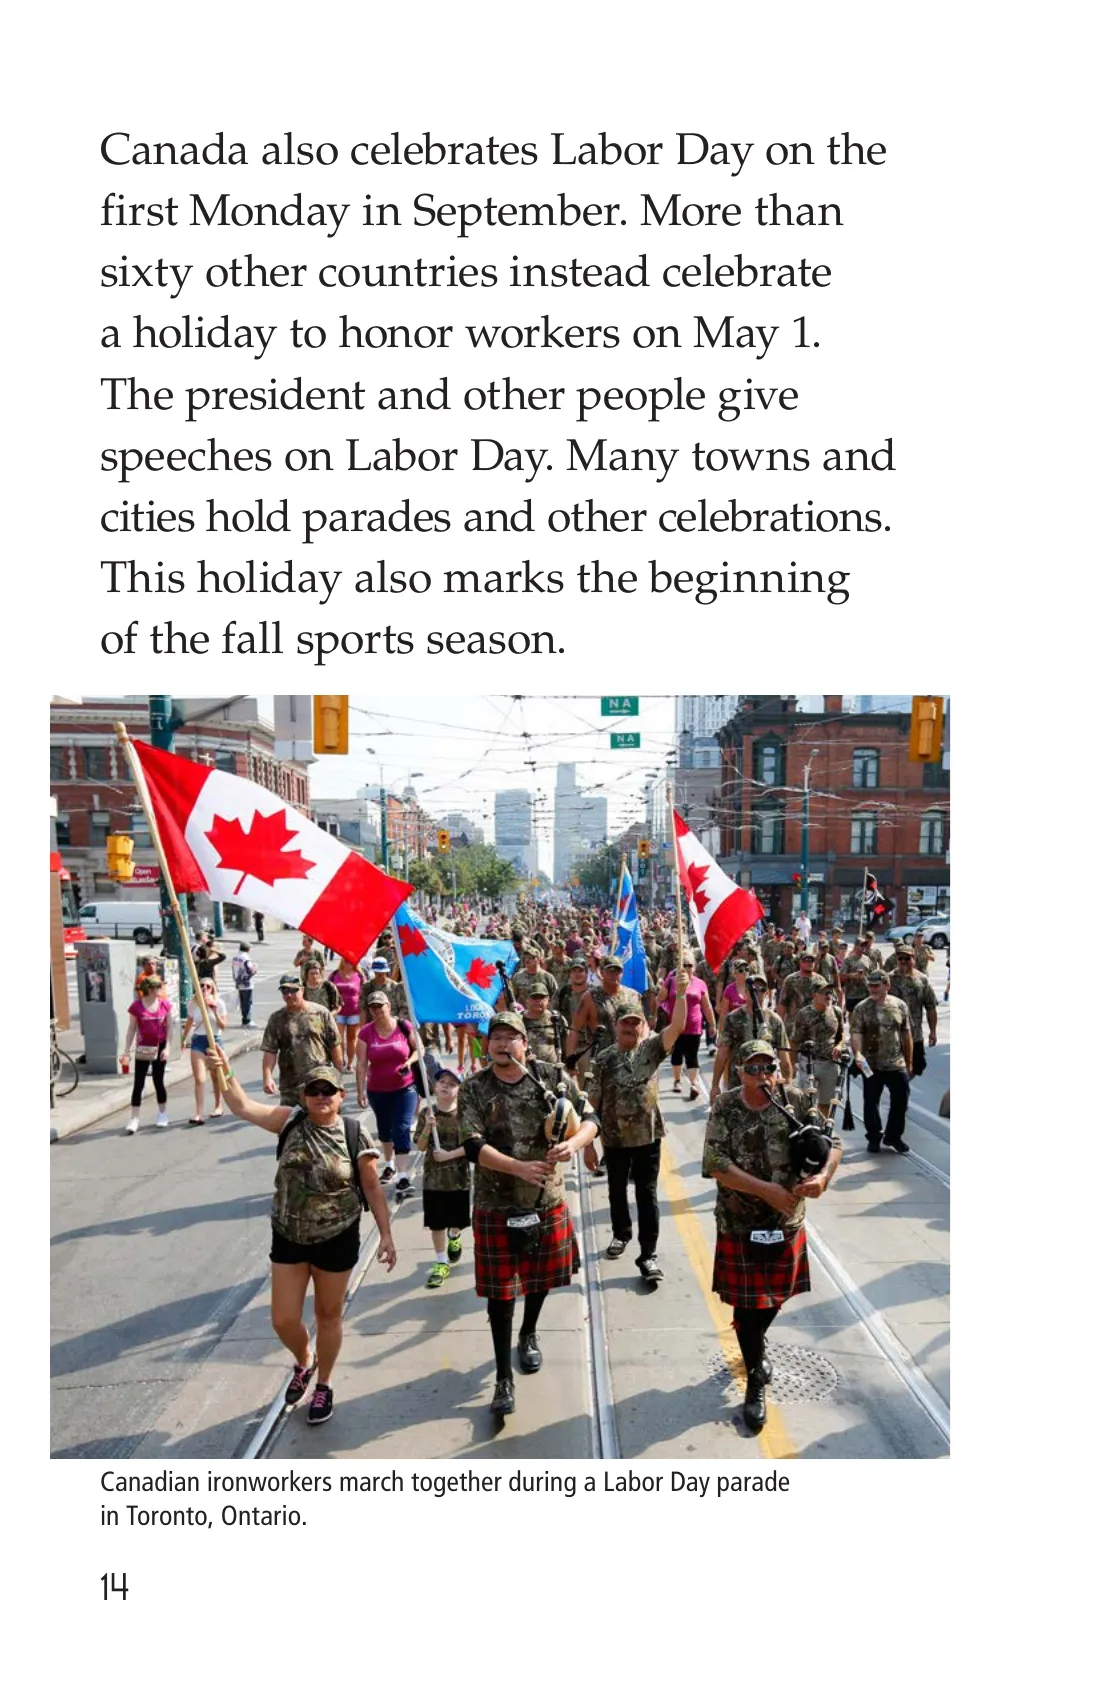 Canada also celebrates Labor Day on the
first Monday in September. More than
sixty other countries instead celebrate
a holiday to honor workers on May 1.
The president and other people give
speeches on Labor Day. Many towns and
cities hold parades and other celebrations.
This holiday also marks the beginning
of the fall sports season.
N A
N A
Open
Canadian ironworkers march together during a Labor Day parade
in Toronto, Ontario.
14